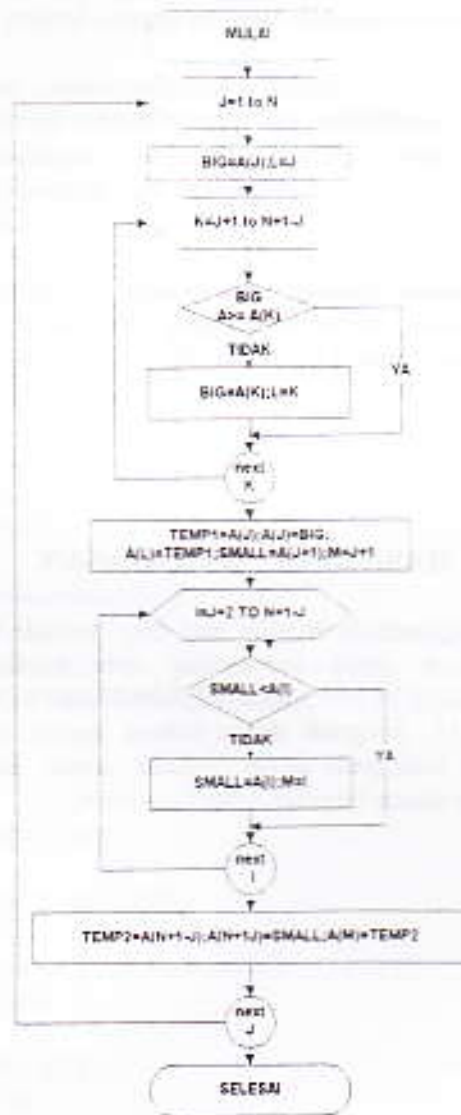 MULAI
J=1 to N
BIG=A(J);L=J
K=J+1 to N+1-J
BIG
A>= A(K)
TIDAK
YA
BIG=A(K);L=K
next
K
TEMP1=A(J);A(J)=BIG;
A(L)=TEMP1;SMALL=A(J+1);M=J+1
I=J+2 TO N+1-J
SMALL<A(I)
TIDAK
YA
SMALL=A(I);M=I
next
I
TEMP2=A(N+1-J);A(N+1J)=SMALL;A(M)=TEMP2
next
J
SELESAI